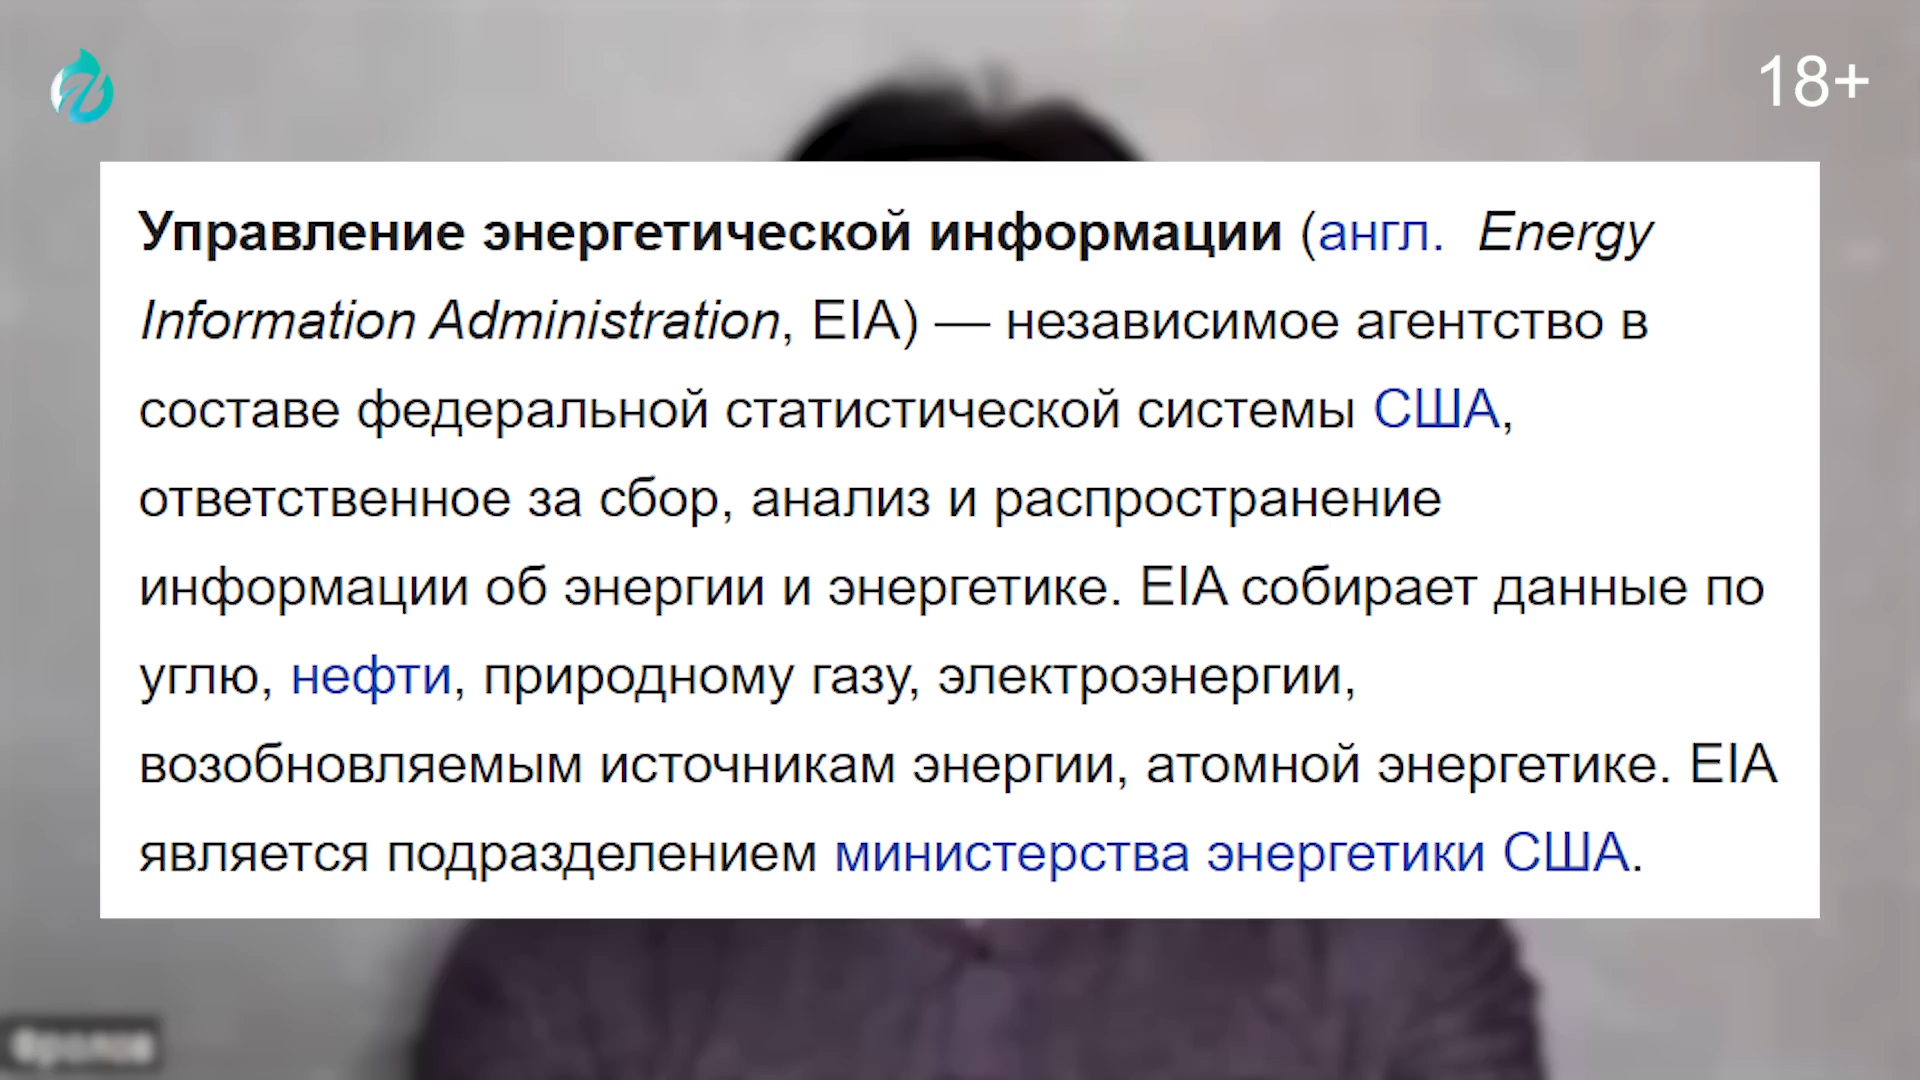 18+
Управление энергетической информации (англ. Energy
Information Administration, EIA) — независимое агентство в
составе федеральной статистической системы США,
ответственное за сбор, анализ и распространение
информации об энергии и энергетике. EIA собирает данные по
углю, нефти, природному газу, электроэнергии,
возобновляемым источникам энергии, атомной энергетике. EIA
является подразделением министерства энергетики США.
Фролов